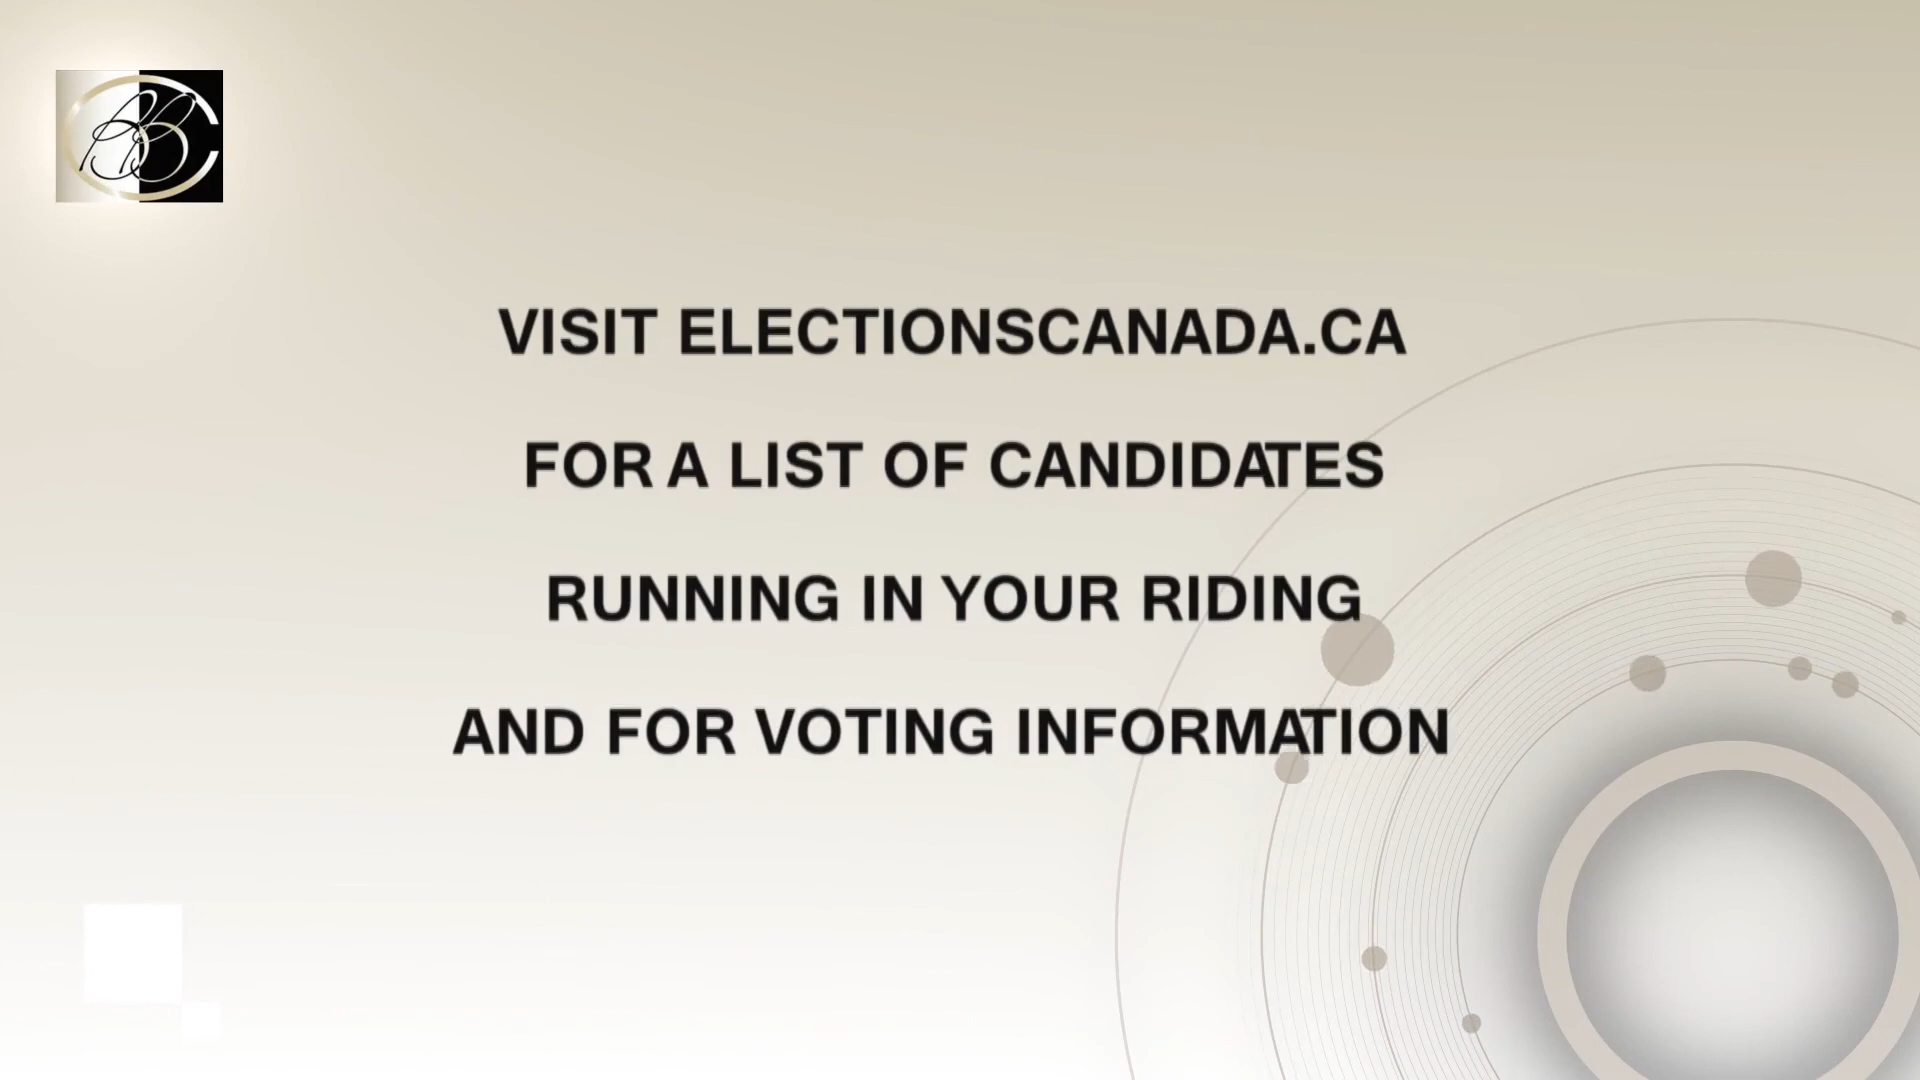 VISIT ELECTIONSCANADA.CA
FOR A LIST OF CANDIDATES
RUNNING IN YOUR RIDING
AND FOR VOTING INFORMATION